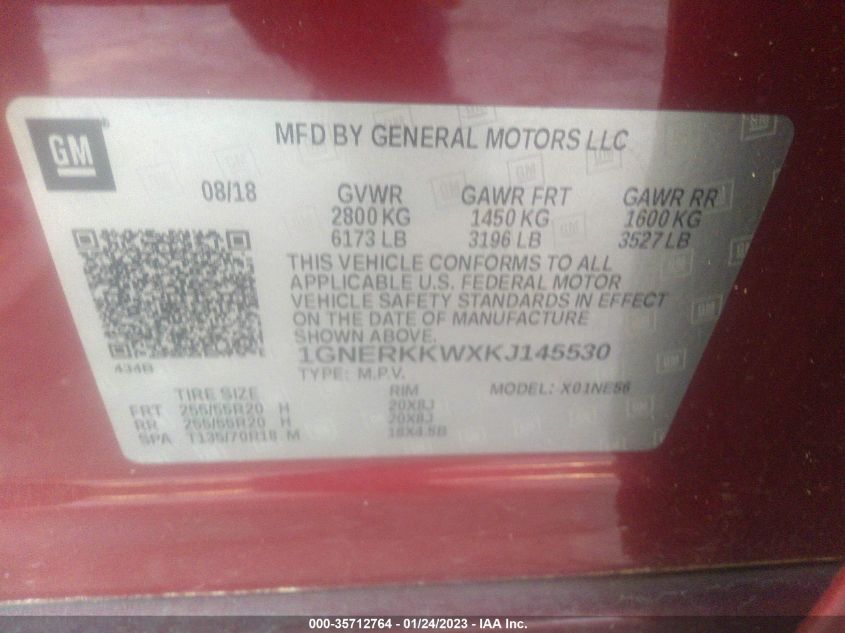 GM
MFD BY GENERAL MOTORS LLC
08/18 GVWR GAWR FRT GAWR RR
2800 KG 1450 KG 1600 KG
6173 LB 3196 LB 3527 LB
THIS VEHICLE CONFORMS TO ALL
APPLICABLE U.S. FEDERAL MOTOR
VEHICLE SAFETY STANDARDS IN EFFECT
ON THE DATE OF MANUFACTURE
SHOWN ABOVE.
1GNERKKWXKJ145530
434B TYPE: M.P.V.
TIRE SIZE RIM MODEL: X01NE56
FRT 255/55R20 H 20X8J
RR 255/55R20 H 20X8J
SPA T135/70R18 M 18X4.5B
000-35712764 - 01/24/2023 - IAA Inc.